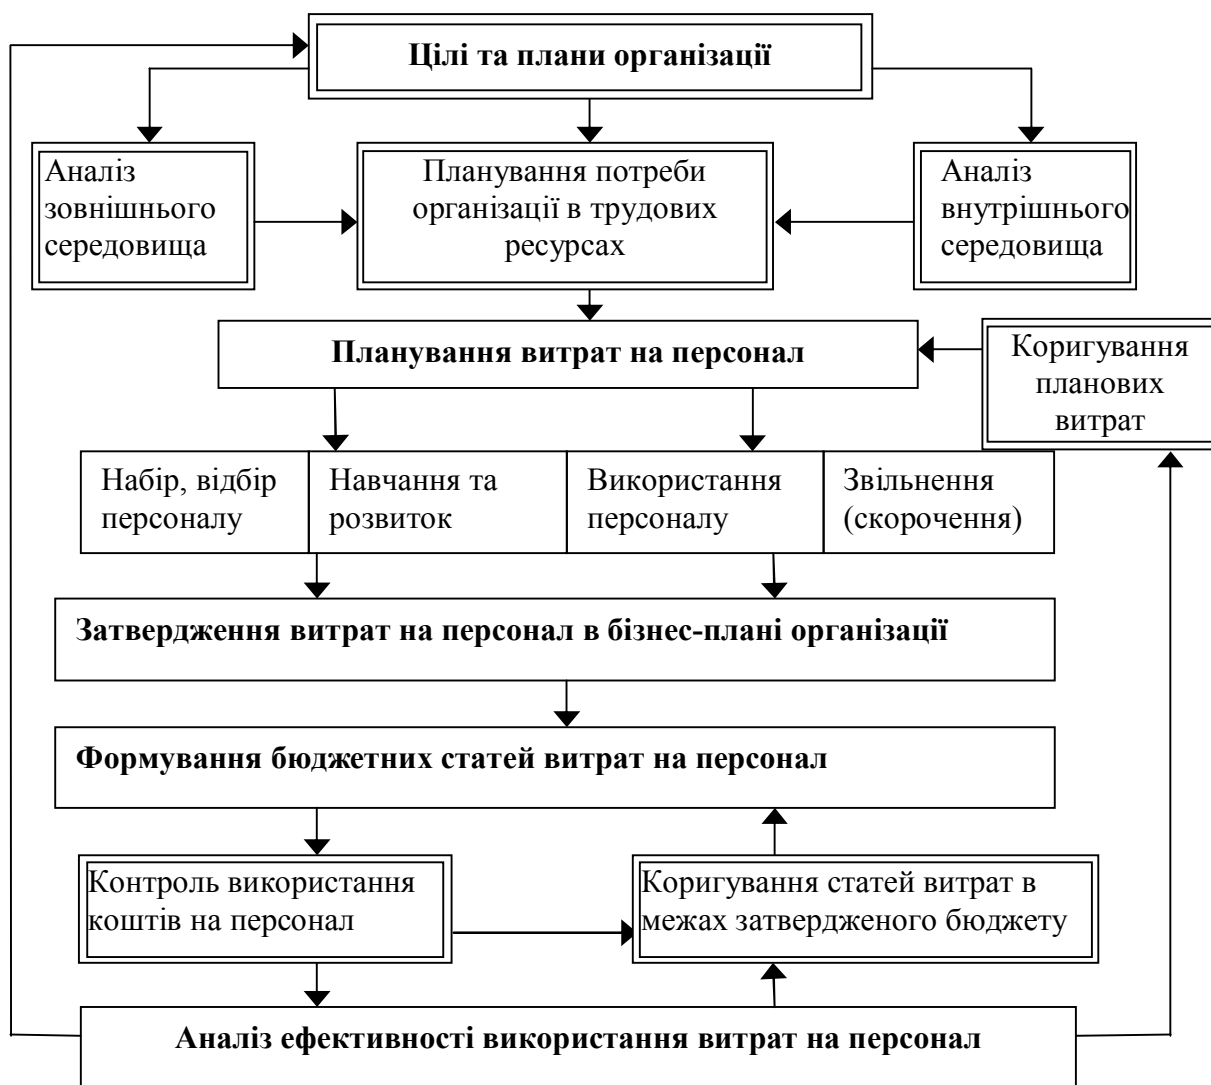 Цілі та плани організації
Аналіз
зовнішнього
середовища
Планування потреби
організації в трудових
ресурсах
Аналіз
внутрішнього
середовища
Планування витрат на персонал
Коригування
планових
витрат
Набір, відбір
персоналу
Навчання та
розвиток
Використання
персоналу
Звільнення
(скорочення)
Затвердження витрат на персонал в бізнес-плані організації
Формування бюджетних статей витрат на персонал
Контроль використання
коштів на персонал
Коригування статей витрат в
межах затвердженого бюджету
Аналіз ефективності використання витрат на персонал